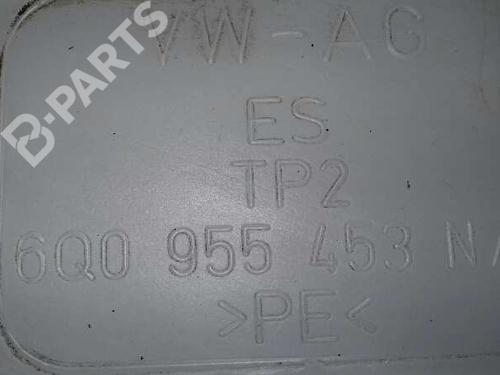 B-PARTS
VW-AG
ES
TP2
6Q0 955 453 N
>PE<